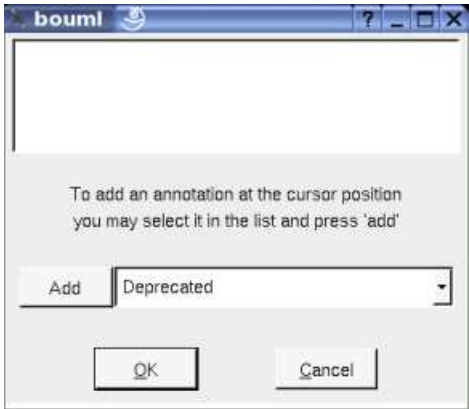 bouml
To add an annotation at the cursor position
you may select it in the list and press 'add'
Add Deprecated
OK Cancel